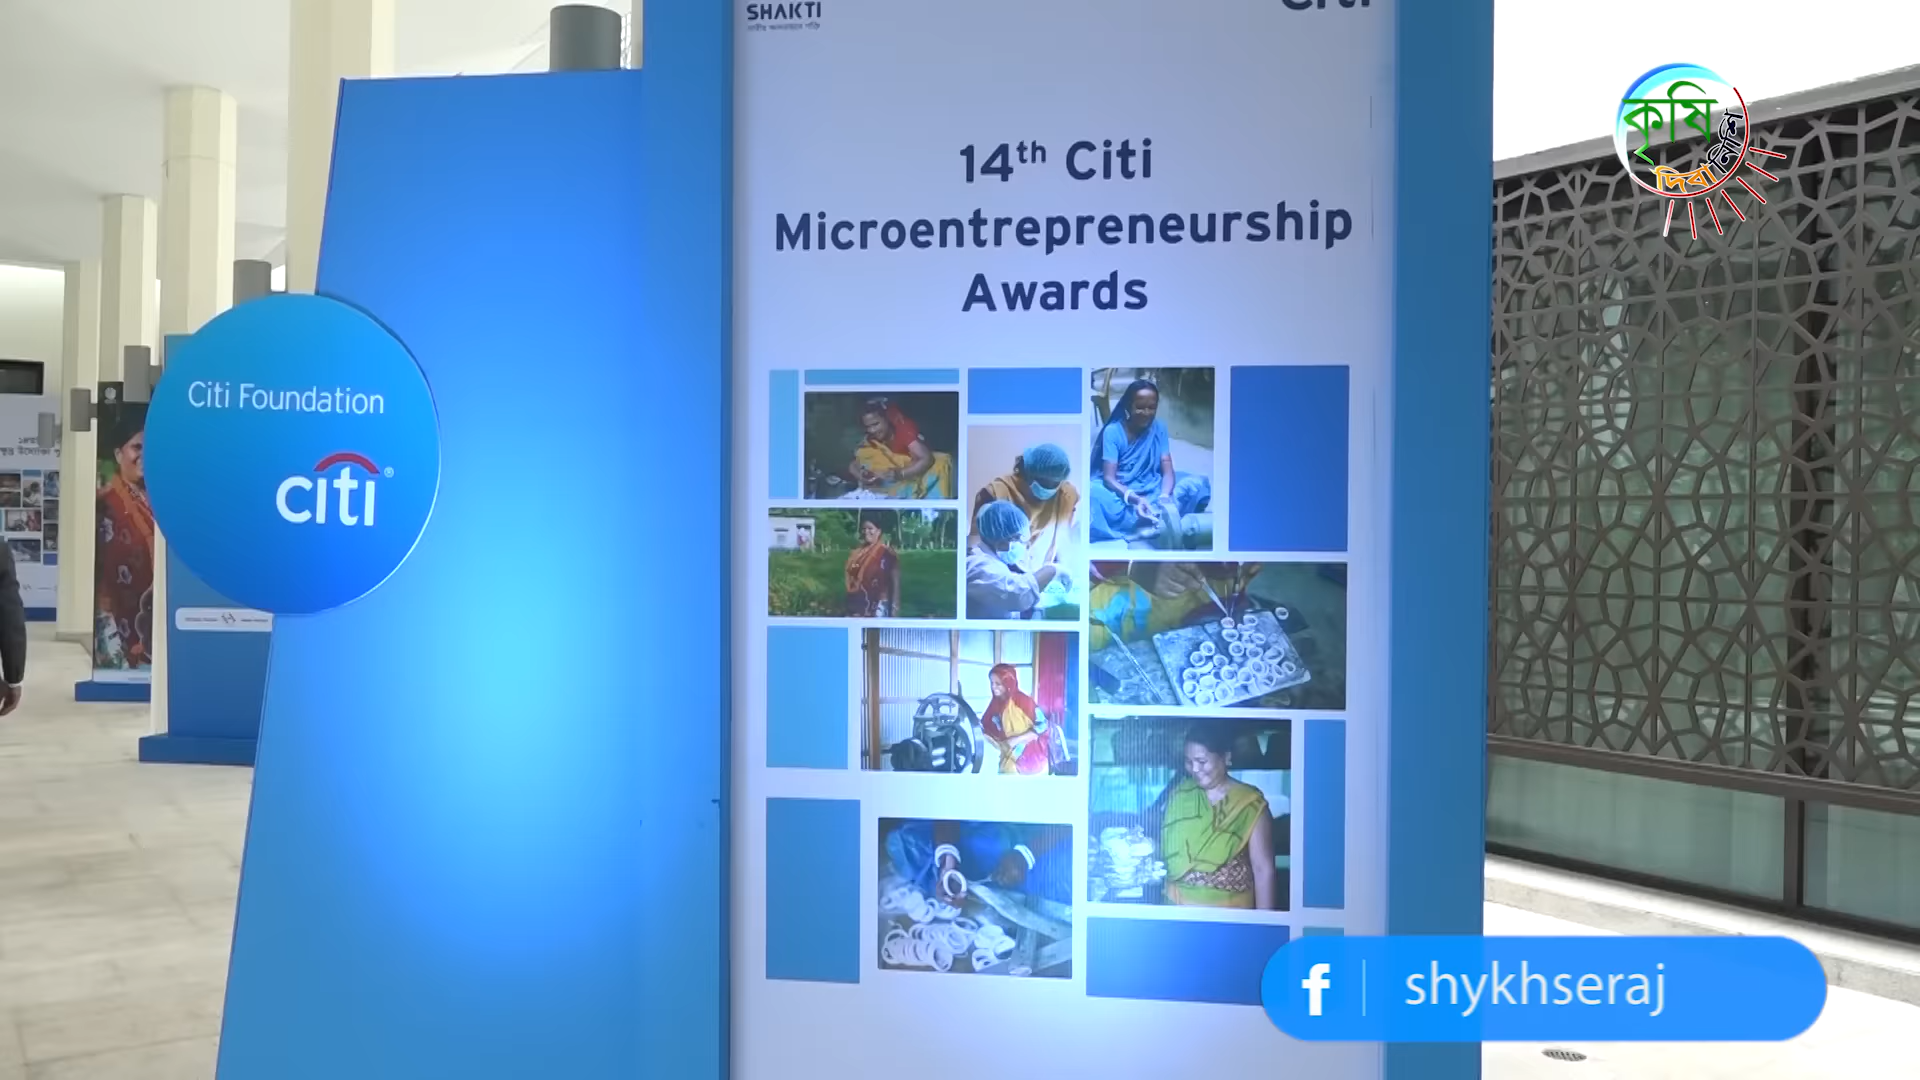 SHAKTI
citi
14th Citi
Microentrepreneurship
Awards
Citi Foundation
citi®
কৃষি
দিবানিশি
f | shykhseraj